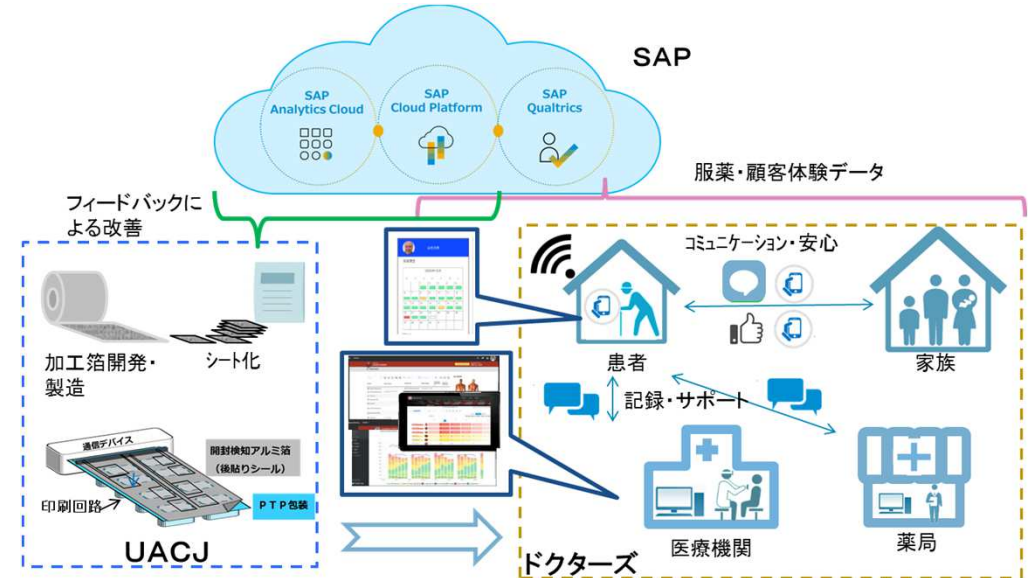 SAP
SAP
Analytics Cloud
SAP
Cloud Platform
SAP
Qualtrics
服薬・顧客体験データ
フィードバックに
よる改善
コミュニケーション・安心
加工箔開発・
製造
シート化
患者
家族
記録・サポート
通信デバイス
開封検知アルミ箔
（後貼りシール）
印刷回路
PTP包装
UACJ
医療機関
薬局
ドクターズ